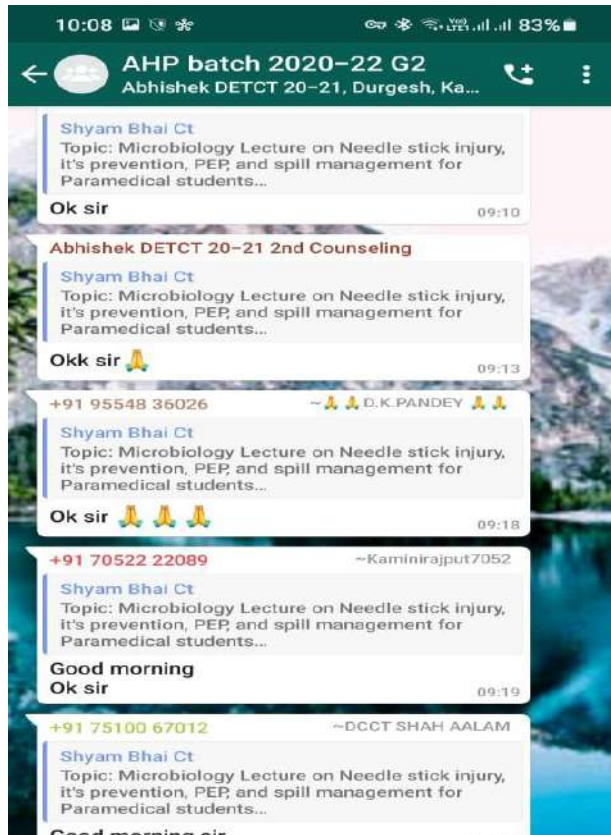 10:08 83%
AHP batch 2020-22 G2
Abhishek DETCT 20-21, Durgesh, Ka...
Shyam Bhai Ct
Topic: Microbiology Lecture on Needle stick injury,
it's prevention, PEP, and spill management for
Paramedical students...
Ok sir
09:10
Abhishek DETCT 20-21 2nd Counseling
Shyam Bhai Ct
Topic: Microbiology Lecture on Needle stick injury,
it's prevention, PEP, and spill management for
Paramedical students...
Okk sir 🙏
09:13
+91 95548 36026 ~🙏🙏D.K.PANDEY 🙏🙏
Shyam Bhai Ct
Topic: Microbiology Lecture on Needle stick injury,
it's prevention, PEP, and spill management for
Paramedical students...
Ok sir 🙏 🙏 🙏
09:18
+91 70522 22089 ~Kaminirajput7052
Shyam Bhai Ct
Topic: Microbiology Lecture on Needle stick injury,
it's prevention, PEP, and spill management for
Paramedical students...
Good morning
Ok sir
09:19
+91 75100 67012 ~DCCT SHAH AALAM
Shyam Bhai Ct
Topic: Microbiology Lecture on Needle stick injury,
it's prevention, PEP, and spill management for
Paramedical students...
Good morning sir